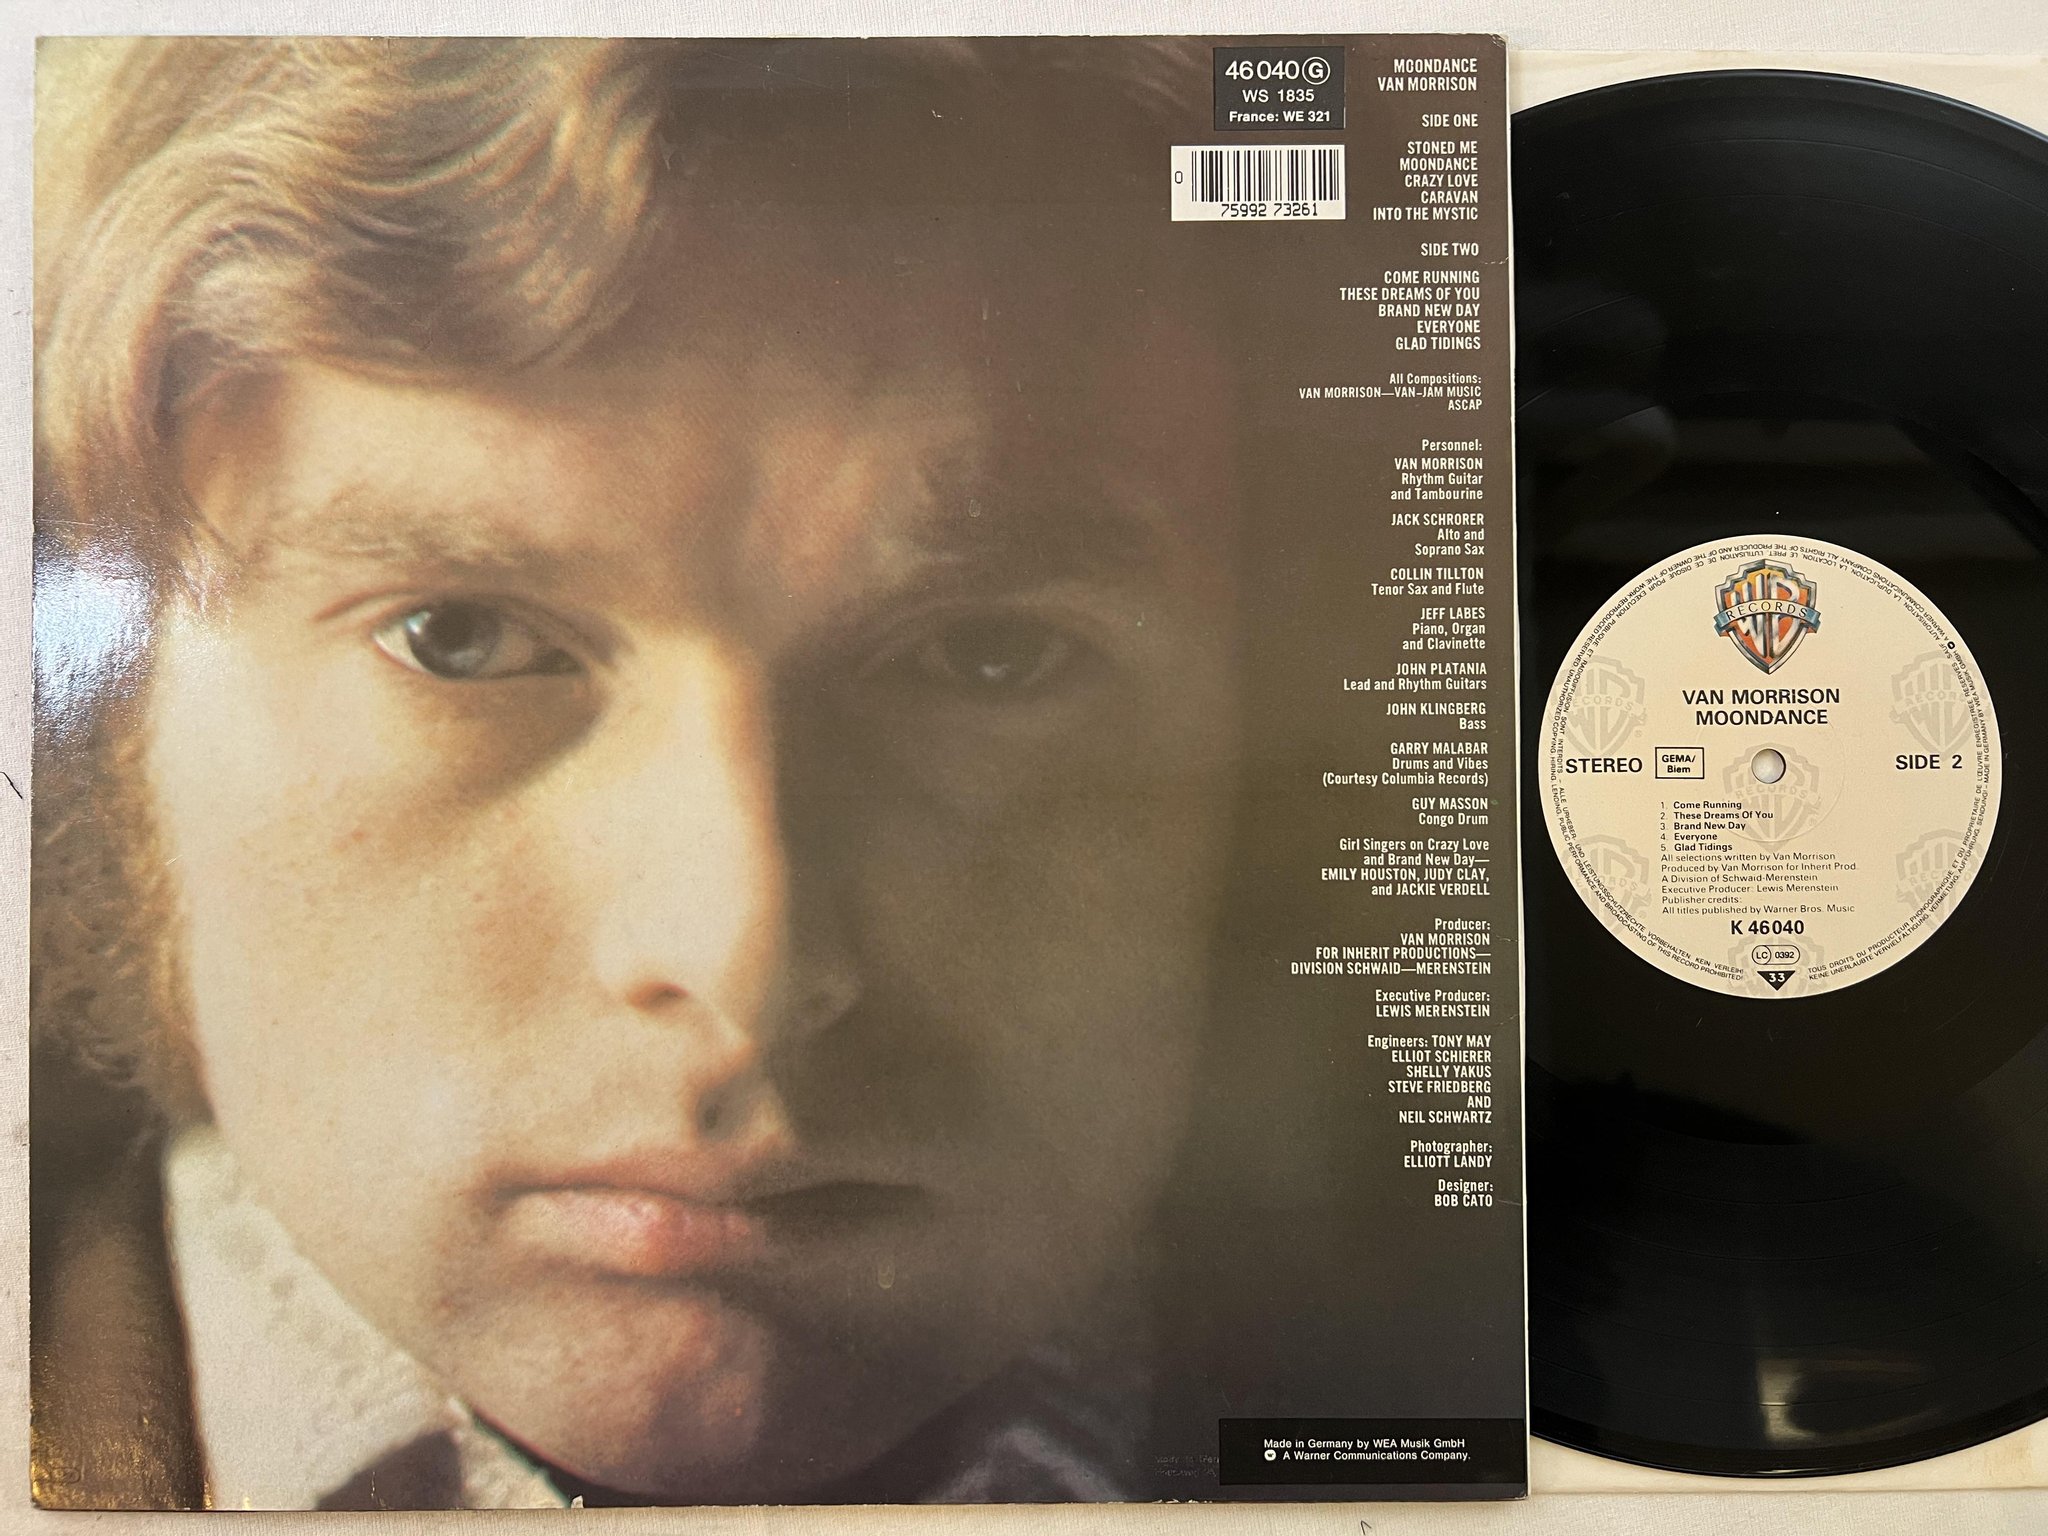 46 040 G
WS 1835
France: WE 321
0
75992 73261
MOONDANCE
VAN MORRISON
SIDE ONE
STONED ME
MOONDANCE
CRAZY LOVE
CARAVAN
INTO THE MYSTIC
SIDE TWO
COME RUNNING
THESE DREAMS OF YOU
BRAND NEW DAY
EVERYONE
GLAD TIDINGS
All Compositions:
VAN MORRISON—VAN-JAM MUSIC
ASCAP
Personnel:
VAN MORRISON
Rhythm Guitar
and Tambourine
JACK SCHRORER
Alto and
Soprano Sax
COLLIN TILLTON
Tenor Sax and Flute
JEFF LABES
Piano, Organ
and Clavinette
JOHN PLATANIA
Lead and Rhythm Guitars
JOHN KLINGBERG
Bass
GARRY MALABAR
Drums and Vibes
(Courtesy Columbia Records)
GUY MASSON
Congo Drum
Girl Singers on Crazy Love
and Brand New Day—
EMILY HOUSTON, JUDY CLAY,
and JACKIE VERDELL
Producer:
VAN MORRISON
FOR INHERIT PRODUCTIONS—
DIVISION SCHWAID—MERENSTEIN
Executive Producer:
LEWIS MERENSTEIN
Engineers: TONY MAY
ELLIOT SCHIERER
SHELLY YAKUS
STEVE FRIEDBERG
AND
NEIL SCHWARTZ
Photographer:
ELLIOTT LANDY
Designer:
BOB CATO
Made in Germany by WEA Musik GmbH
A Warner Communications Company.
RECORDS
VAN MORRISON
MOONDANCE
STEREO
GEMA/
Biem
SIDE 2
1. Come Running
2. These Dreams Of You
3. Brand New Day
4. Everyone
5. Glad Tidings
All selections written by Van Morrison
Produced by Van Morrison for Inherit Prod.
A Division of Schwaid-Merenstein
Executive Producer: Lewis Merenstein
Publisher credits:
All titles published by Warner Bros. Music
K 46 040
LC 0392
33